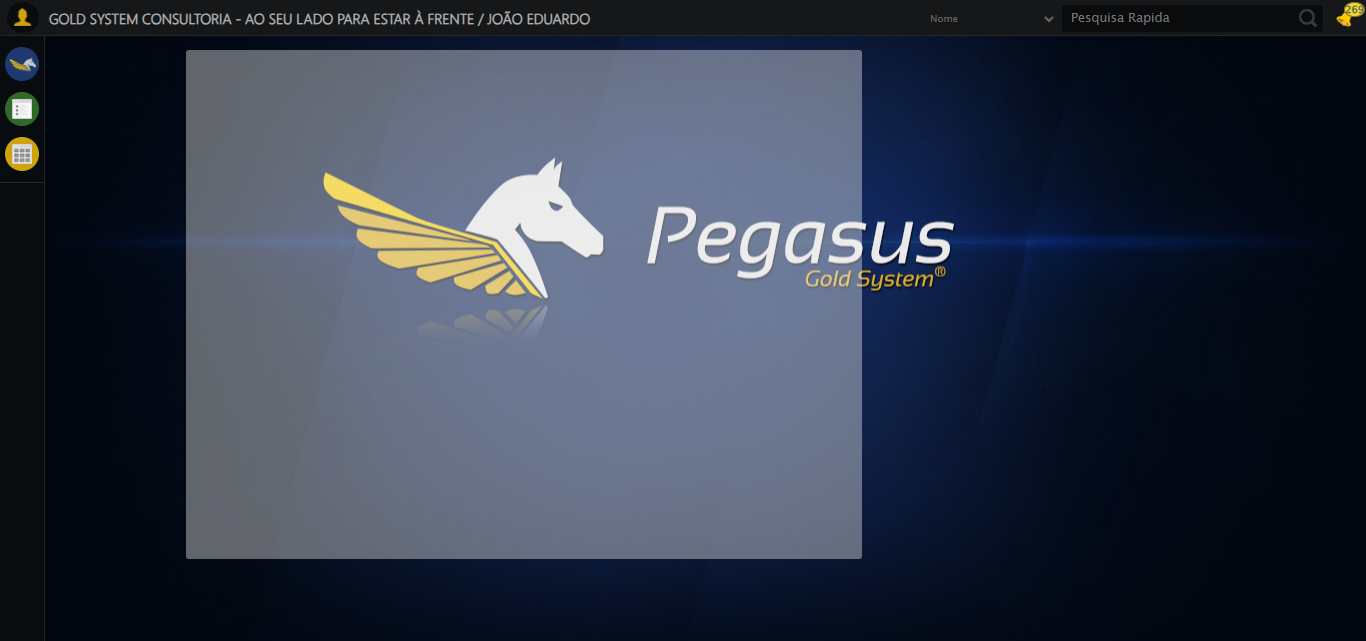 GOLD SYSTEM CONSULTORIA - AO SEU LADO PARA ESTAR À FRENTE / JOÃO EDUARDO
Nome
Pesquisa Rapida
269
Pegasus
Gold System®